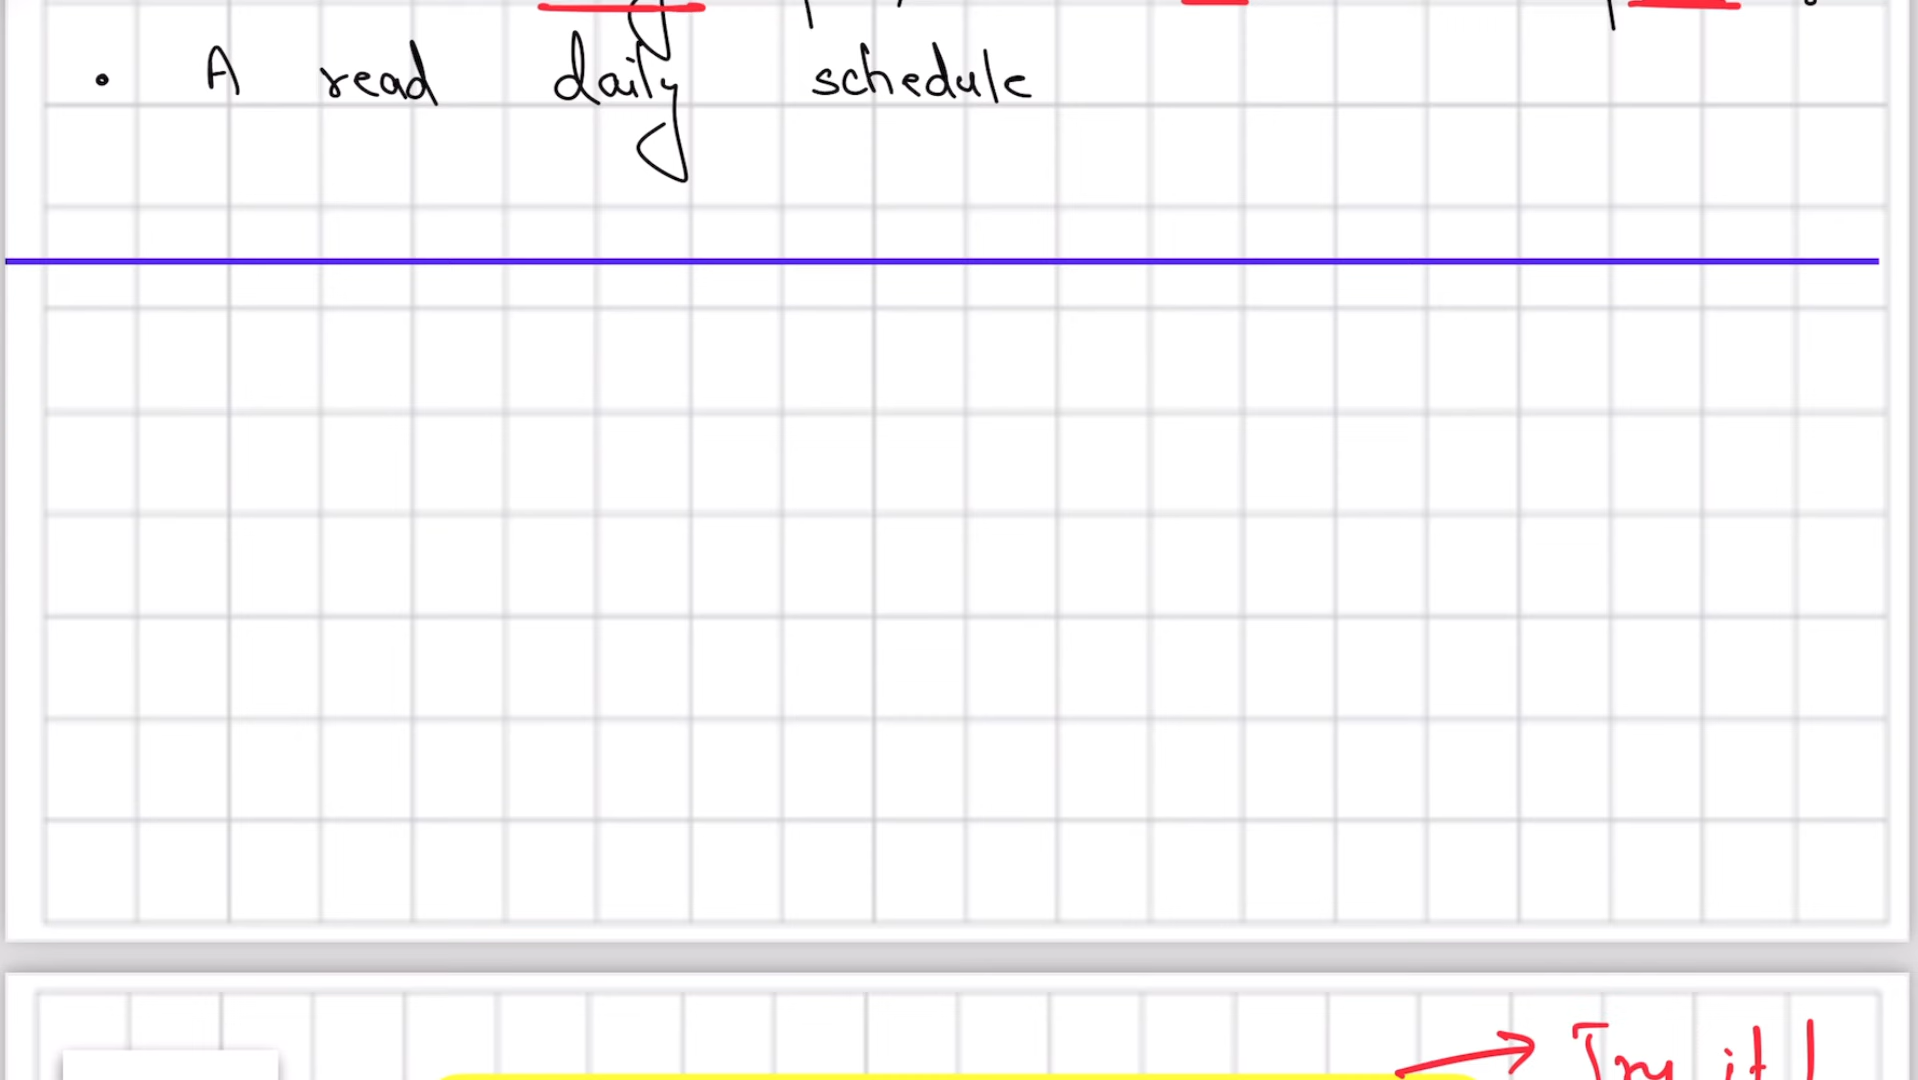 • A read daily schedule
→ Try it!